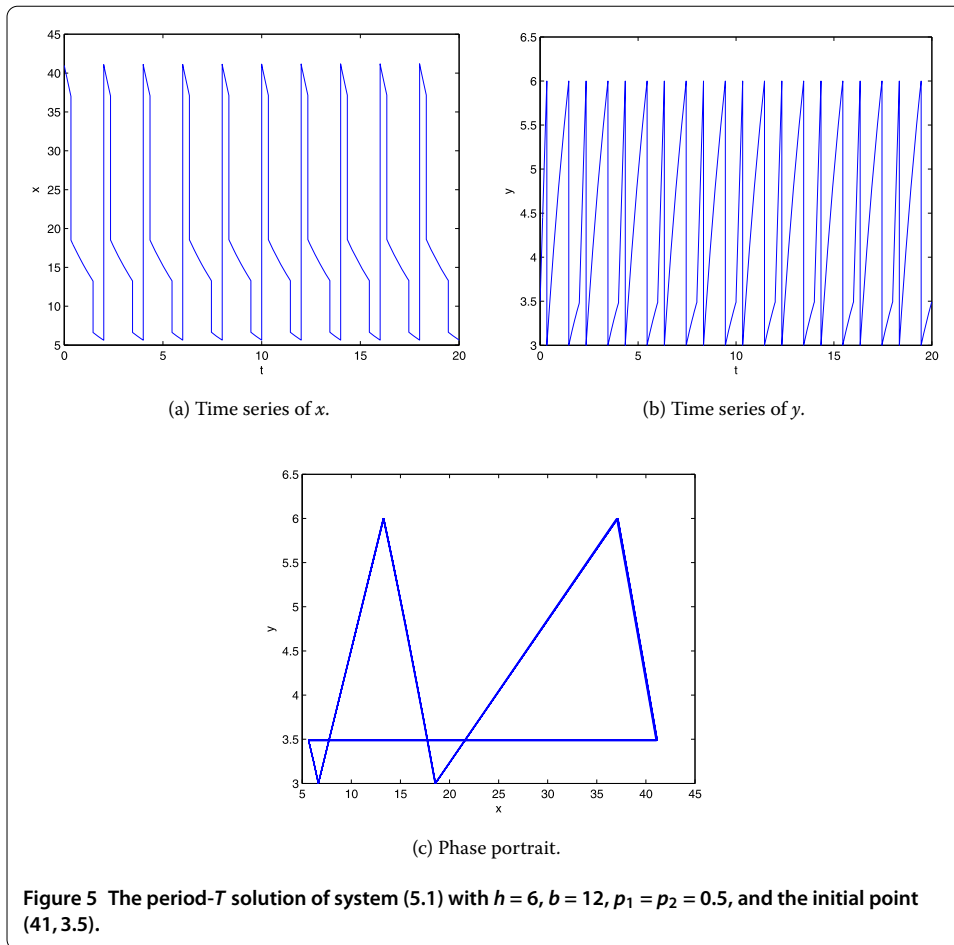 45
40
35
30
25
20
15
10
5
x
0 5 10 15 20
t
(a) Time series of x.
6.5
6
5.5
5
4.5
4
3.5
3
y
0 5 10 15 20
t
(b) Time series of y.
6.5
6
5.5
5
4.5
4
3.5
3
y
5 10 15 20 25 30 35 40 45
x
(c) Phase portrait.
Figure 5 The period-T solution of system (5.1) with h = 6, b = 12, p₁ = p₂ = 0.5, and the initial point
(41, 3.5).